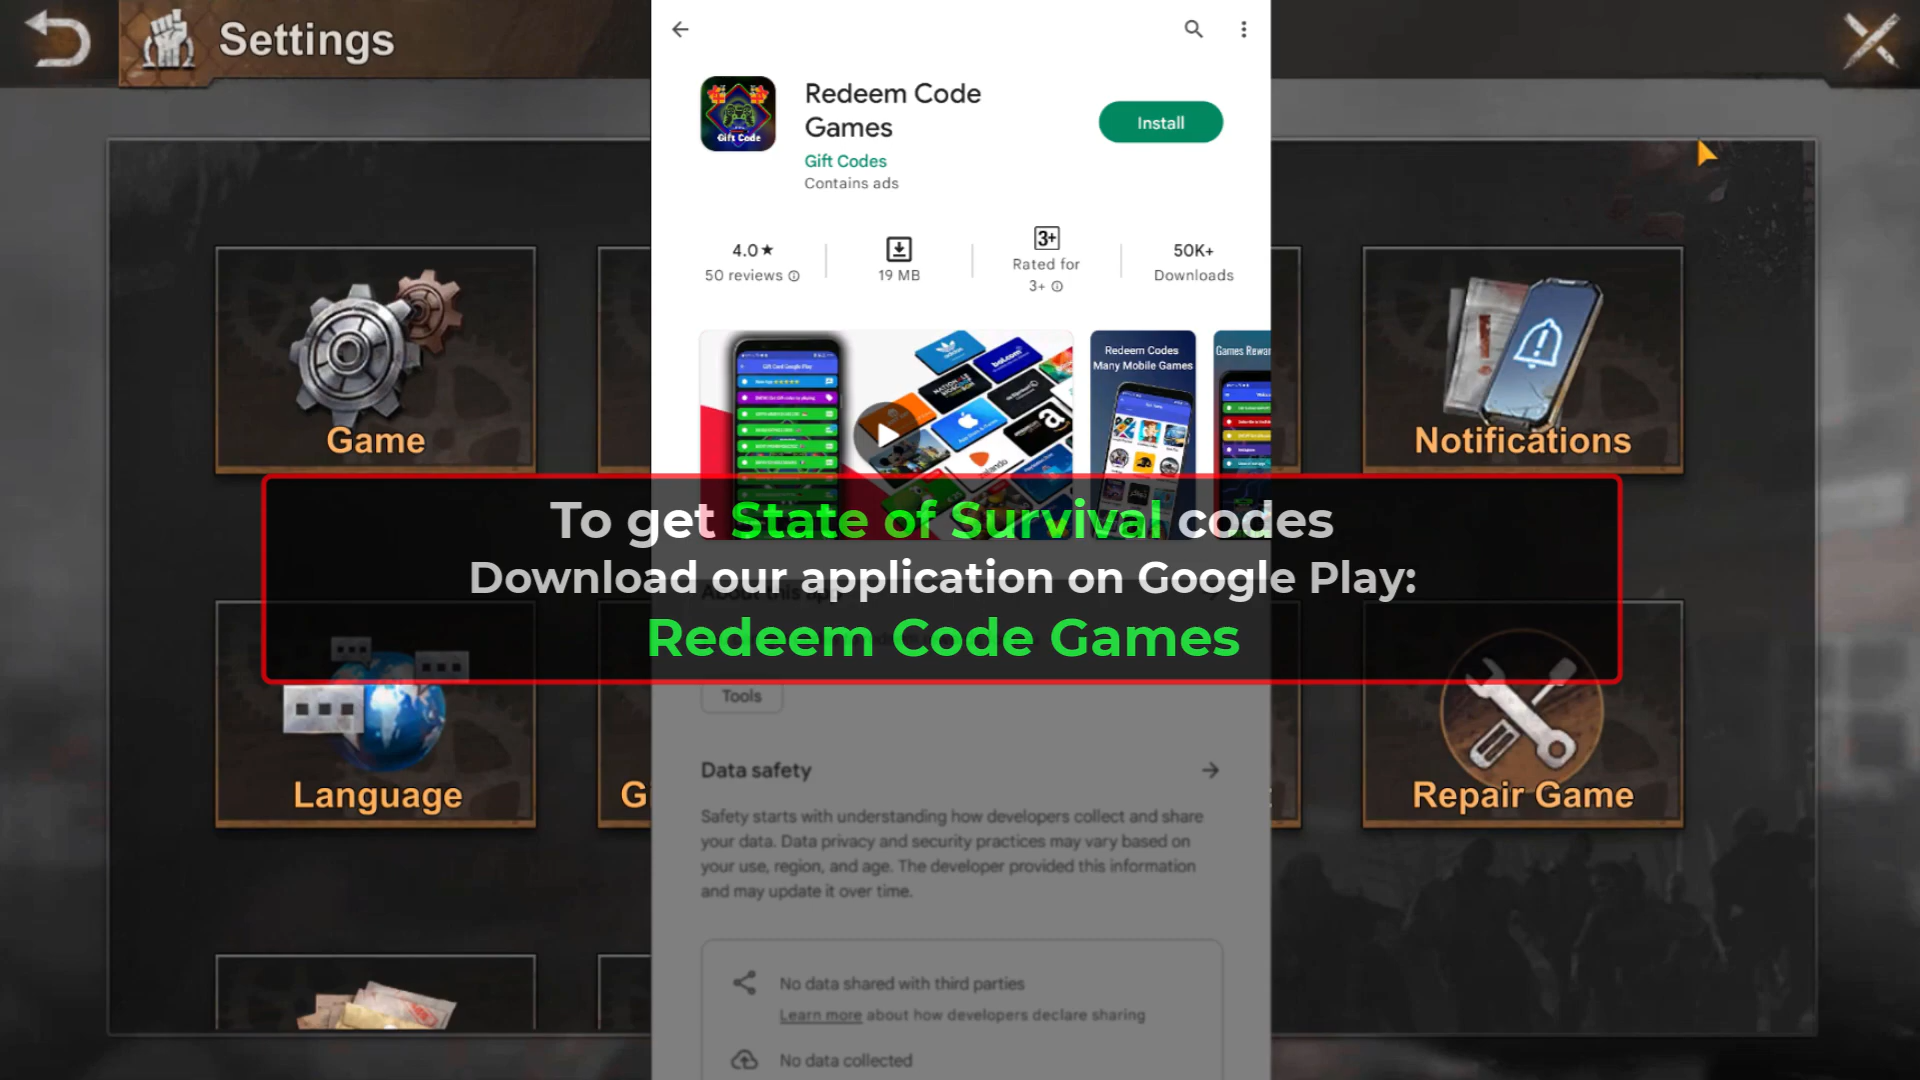 Settings
Redeem Code
Games
Install
Gift Codes
Contains ads
Gift Code
4.0★
50 reviews
19 MB
3+
Rated for
3+
50K+
Downloads
Redeem Codes
Many Mobile Games
Game
Notifications
To get State of Survival codes
Download our application on Google Play:
Redeem Code Games
About this app
Tools
Language
Repair Game
Data safety
Safety starts with understanding how developers collect and share
your data. Data privacy and security practices may vary based on
your use, region, and age. The developer provided this information
and may update it over time.
No data shared with third parties
Learn more about how developers declare sharing
No data collected